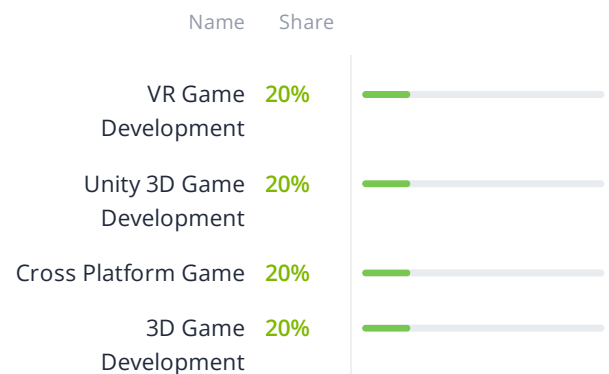 Name Share
VR Game 20%
Development
Unity 3D Game 20%
Development
Cross Platform Game 20%
3D Game 20%
Development